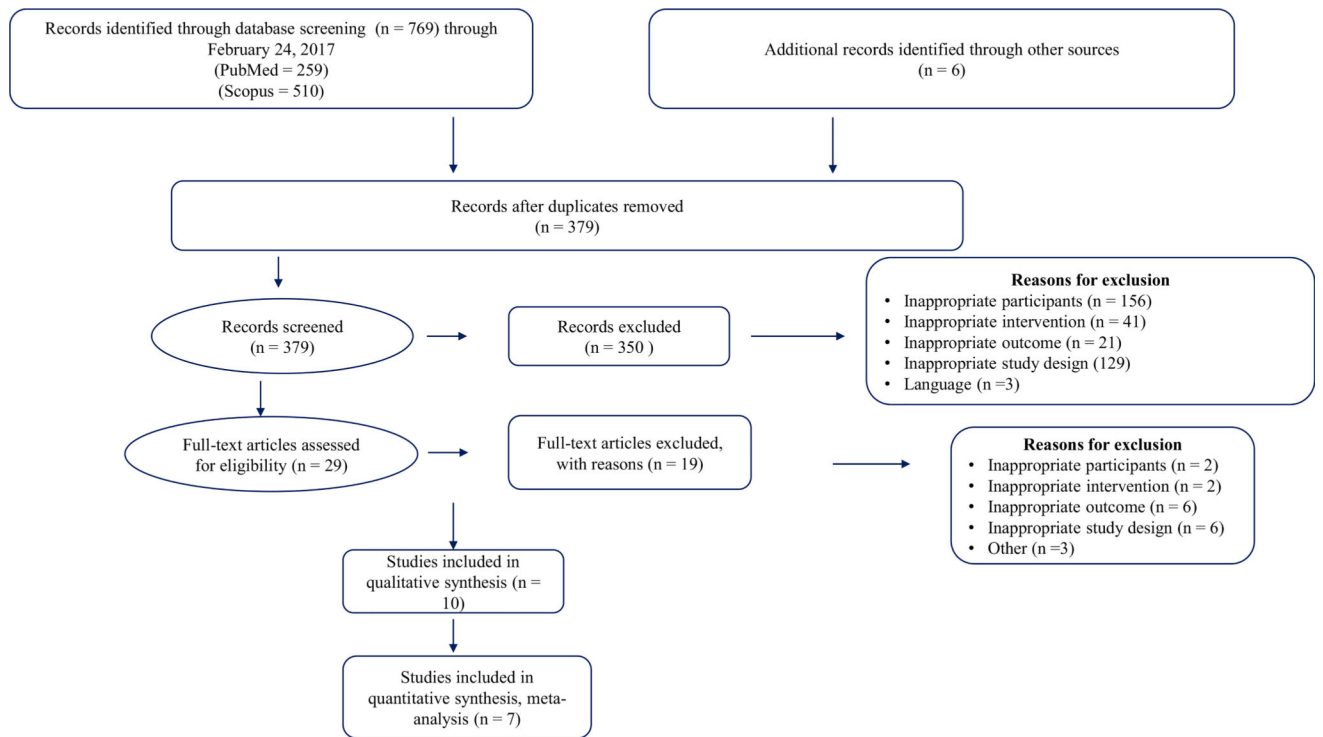 Records identified through database screening (n = 769) through
February 24, 2017
(PubMed = 259)
(Scopus = 510)
Additional records identified through other sources
(n = 6)
Records after duplicates removed
(n = 379)
Records screened
(n = 379)
Records excluded
(n = 350 )
Reasons for exclusion
• Inappropriate participants (n = 156)
• Inappropriate intervention (n = 41)
• Inappropriate outcome (n = 21)
• Inappropriate study design (129)
• Language (n =3)
Full-text articles assessed
for eligibility (n = 29)
Full-text articles excluded,
with reasons (n = 19)
Reasons for exclusion
• Inappropriate participants (n = 2)
• Inappropriate intervention (n = 2)
• Inappropriate outcome (n = 6)
• Inappropriate study design (n = 6)
• Other (n =3)
Studies included in
qualitative synthesis (n =
10)
Studies included in
quantitative synthesis, meta-
analysis (n = 7)